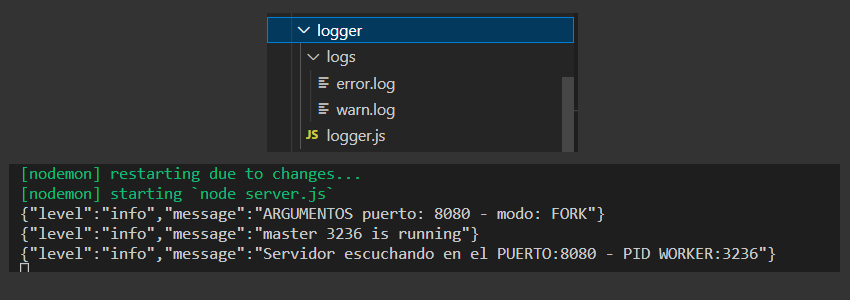 logger
logs
error.log
warn.log
JS logger.js
[nodemon] restarting due to changes...
[nodemon] starting `node server.js`
{"level":"info","message":"ARGUMENTOS puerto: 8080 - modo: FORK"}
{"level":"info","message":"master 3236 is running"}
{"level":"info","message":"Servidor escuchando en el PUERTO:8080 - PID WORKER:3236"}